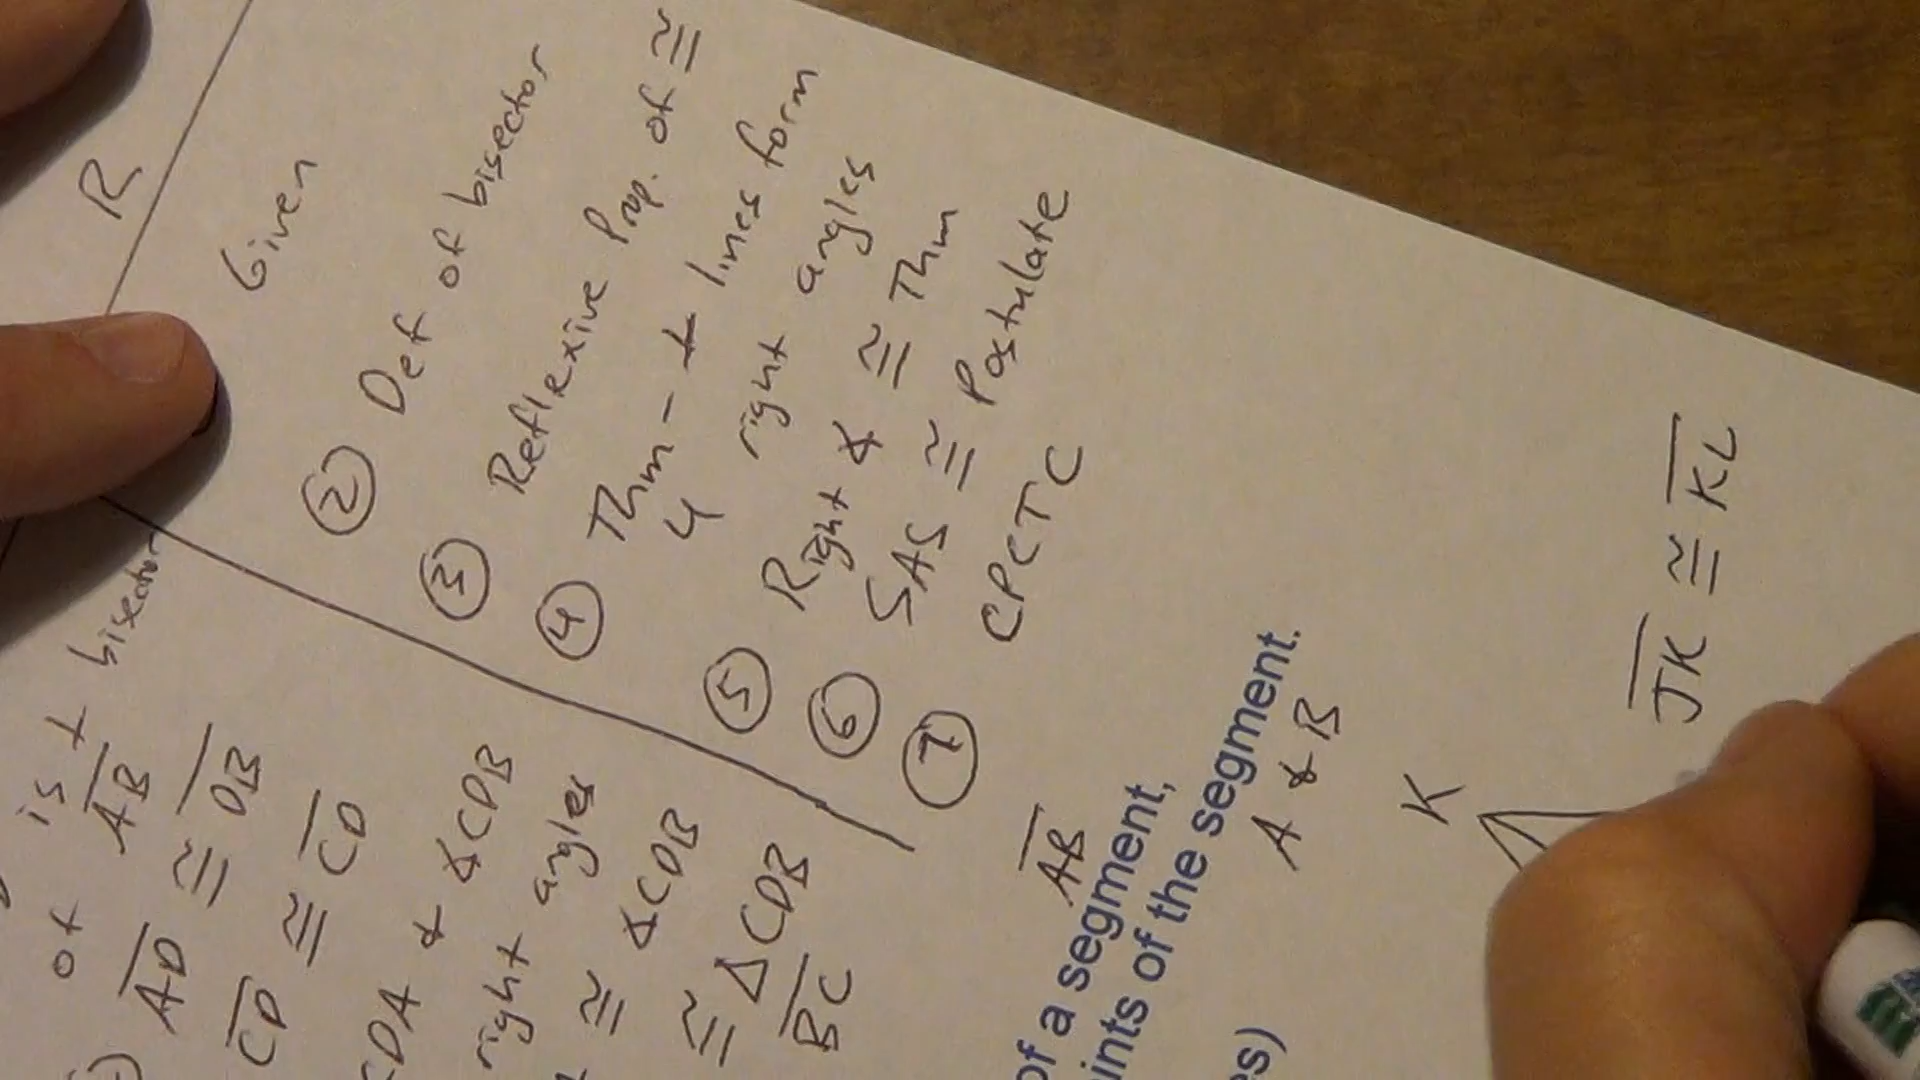 R
Given
② Def of bisector
③ Reflexive Prop. of ≅
④ Thm - ⊥ lines form
4 right angles
⑤ Right ∡ ≅ Thm
⑥ SAS ≅ Postulate
⑦ CPCTC
of is ⊥ bisector
AB
AD ≅ DB
CD ≅ CD
CDA & ∡CDB
right angles
≅ ∡CDB
≅ ΔCDB
BC
AB
of a segment,
ints of the segment.
A & B
es)
K
JK ≅ KL